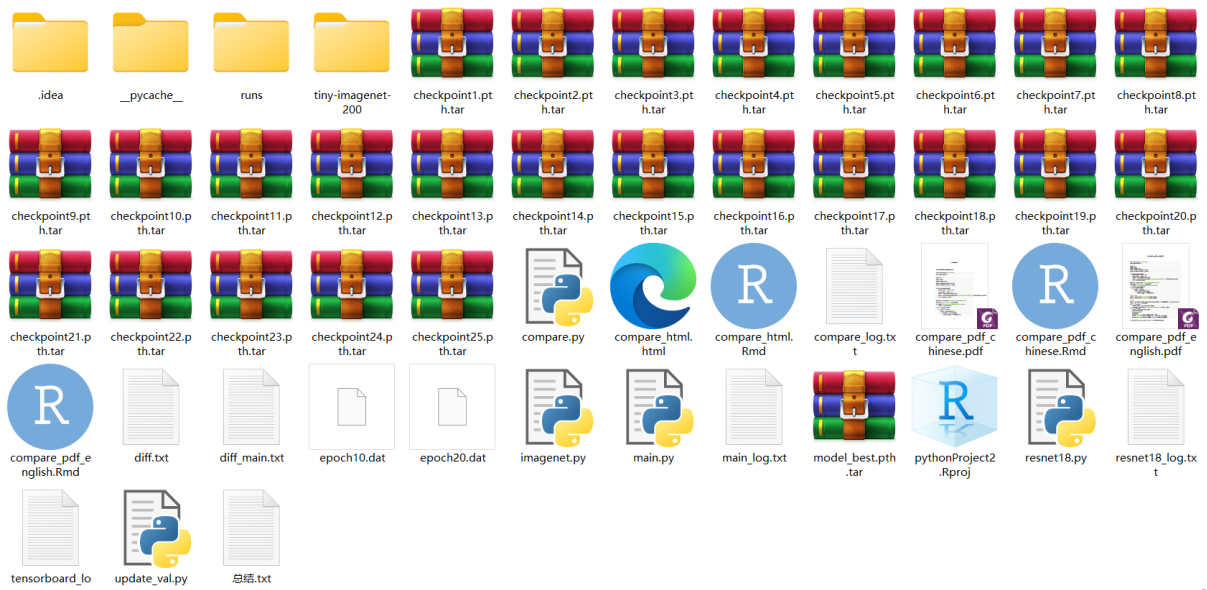 .idea
__pycache__
runs
tiny-imagenet-
200
checkpoint1.pt
h.tar
checkpoint2.pt
h.tar
checkpoint3.pt
h.tar
checkpoint4.pt
h.tar
checkpoint5.pt
h.tar
checkpoint6.pt
h.tar
checkpoint7.pt
h.tar
checkpoint8.pt
h.tar
checkpoint9.pt
h.tar
checkpoint10.p
th.tar
checkpoint11.p
th.tar
checkpoint12.p
th.tar
checkpoint13.p
th.tar
checkpoint14.p
th.tar
checkpoint15.p
th.tar
checkpoint16.p
th.tar
checkpoint17.p
th.tar
checkpoint18.p
th.tar
checkpoint19.p
th.tar
checkpoint20.p
th.tar
checkpoint21.p
th.tar
checkpoint22.p
th.tar
checkpoint23.p
th.tar
checkpoint24.p
th.tar
checkpoint25.p
th.tar
compare.py
compare_html.
html
R
compare_html.
Rmd
compare_log.tx
t
PDF
compare_pdf_c
hinese.pdf
R
compare_pdf_c
hinese.Rmd
PDF
compare_pdf_e
nglish.pdf
R
compare_pdf_e
nglish.Rmd
diff.txt
diff_main.txt
epoch10.dat
epoch20.dat
imagenet.py
main.py
main_log.txt
model_best.pth
.tar
R
pythonProject2
.Rproj
resnet18.py
resnet18_log.tx
t
tensorboard_lo
update_val.py
总结.txt